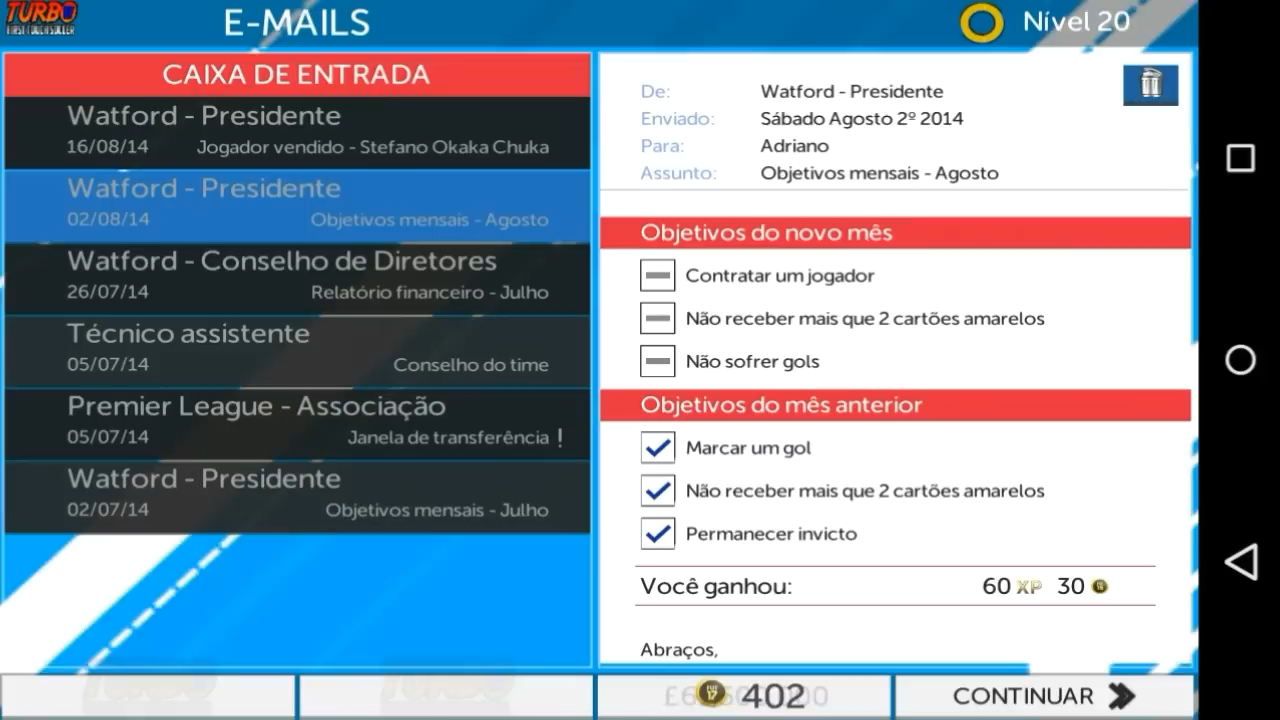 TURBO
FIRST TOUCH SOCCER
E-MAILS
Nível 20
CAIXA DE ENTRADA
Watford - Presidente
16/08/14 Jogador vendido - Stefano Okaka Chuka
Watford - Presidente
02/08/14 Objetivos mensais - Agosto
Watford - Conselho de Diretores
26/07/14 Relatório financeiro - Julho
Técnico assistente
05/07/14 Conselho do time
Premier League - Associação
05/07/14 Janela de transferência !
Watford - Presidente
02/07/14 Objetivos mensais - Julho
De: Watford - Presidente
Enviado: Sábado Agosto 2º 2014
Para: Adriano
Assunto: Objetivos mensais - Agosto
Objetivos do novo mês
Contratar um jogador
Não receber mais que 2 cartões amarelos
Não sofrer gols
Objetivos do mês anterior
Marcar um gol
Não receber mais que 2 cartões amarelos
Permanecer invicto
Você ganhou: 60 XP 30
Abraços,
402
CONTINUAR